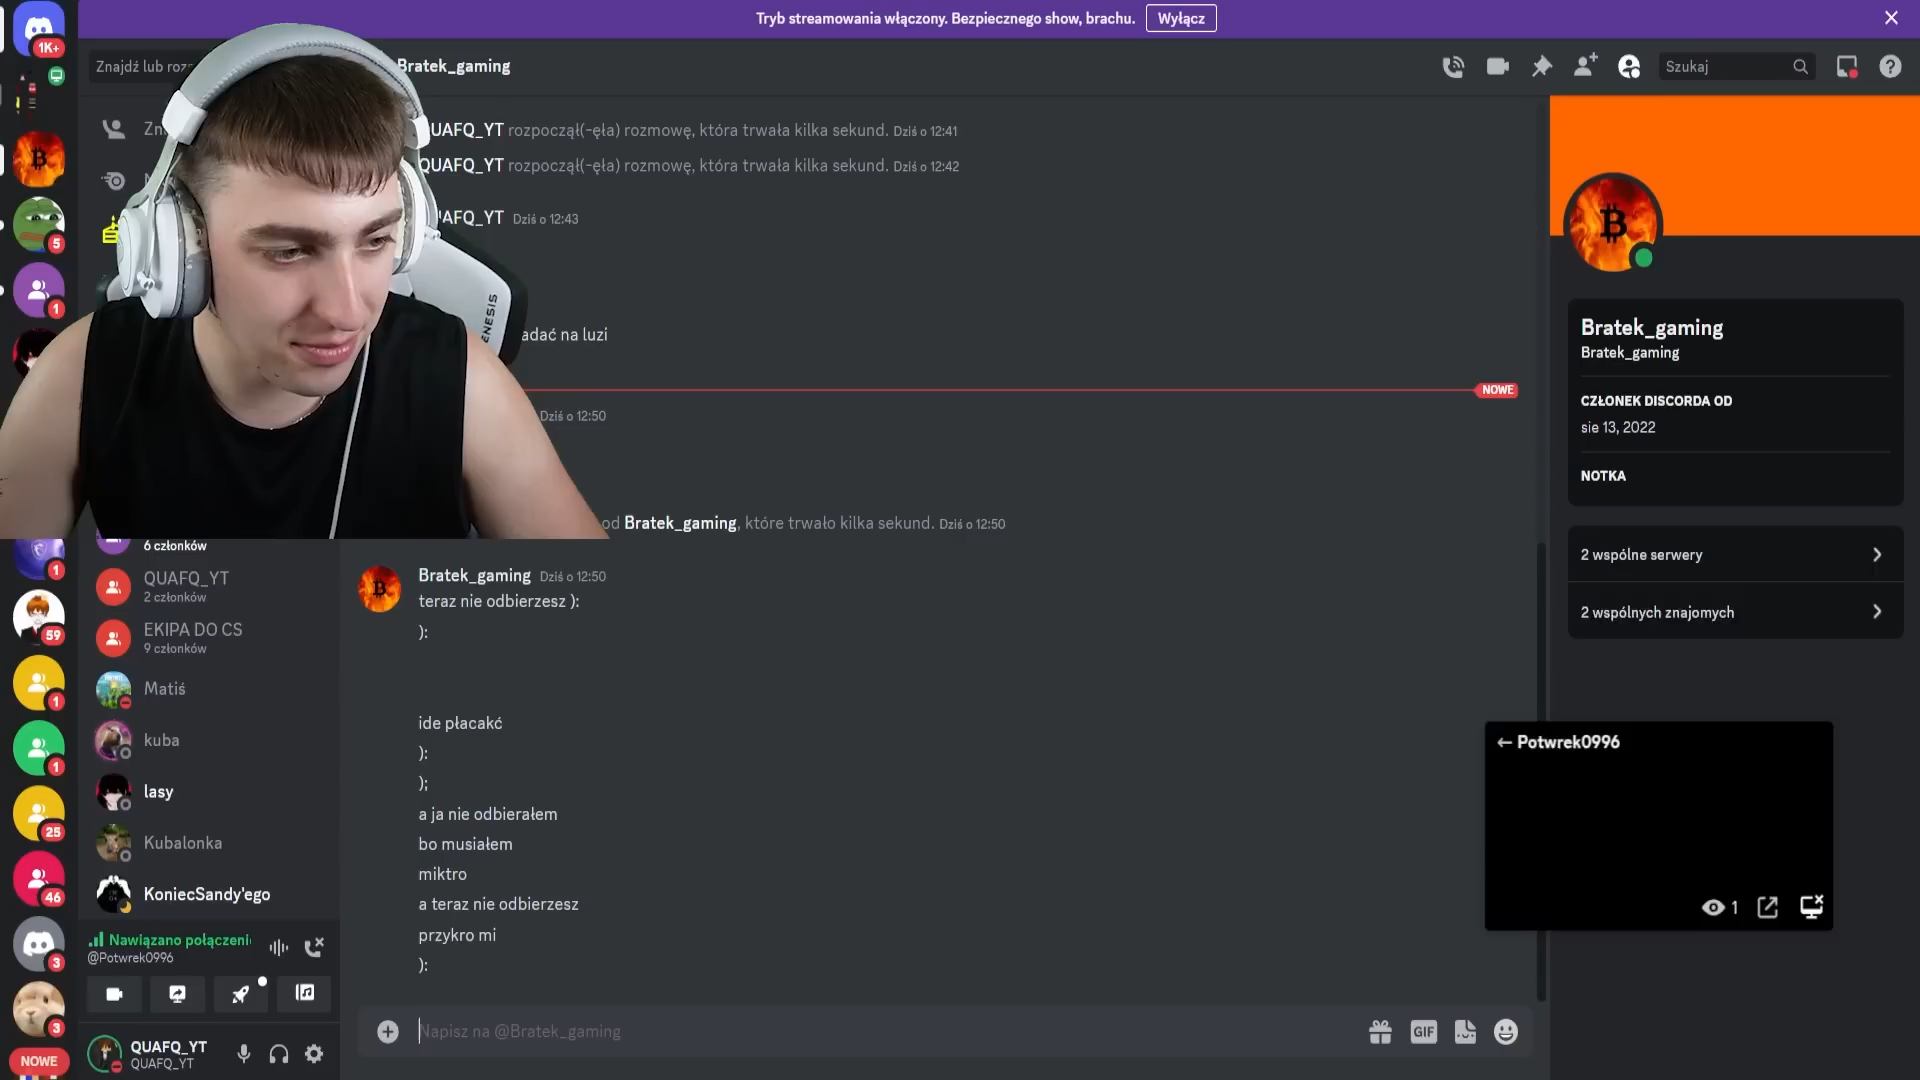 Tryb streamowania włączony. Bezpiecznego show, brachu.
Wyłącz
1K+
Znajdź lub
Bratek_gaming
Szukaj
QUAFQ_YT rozpoczął(-ęła) rozmowę, która trwała kilka sekund. Dziś o 12:41
QUAFQ_YT rozpoczął(-ęła) rozmowę, która trwała kilka sekund. Dziś o 12:42
Dziś o 12:43
5
1
ENESIS
na luzi
NOWE
Dziś o 12:50
od Bratek_gaming, które trwało kilka sekund. Dziś o 12:50
Bratek_gaming Dziś o 12:50
teraz nie odbierzesz ):
):
ide płacakć
):
);
a ja nie odbierałem
bo musiałem
miktro
a teraz nie odbierzesz
przykro mi
):
Napisz na @Bratek_gaming
GIF
6 członków
QUAFQ_YT
2 członków
EKIPA DO CS
9 członków
Matiś
kuba
lasy
Kubalonka
KoniecSandy'ego
1
59
1
1
25
46
3
3
NOWE
Nawiązano połączeni
@Potwrek0996
QUAFQ_YT
QUAFQ_YT
Bratek_gaming
Bratek_gaming
CZŁONEK DISCORDA OD
sie 13, 2022
NOTKA
2 wspólne serwery
2 wspólnych znajomych
← Potwrek0996
1